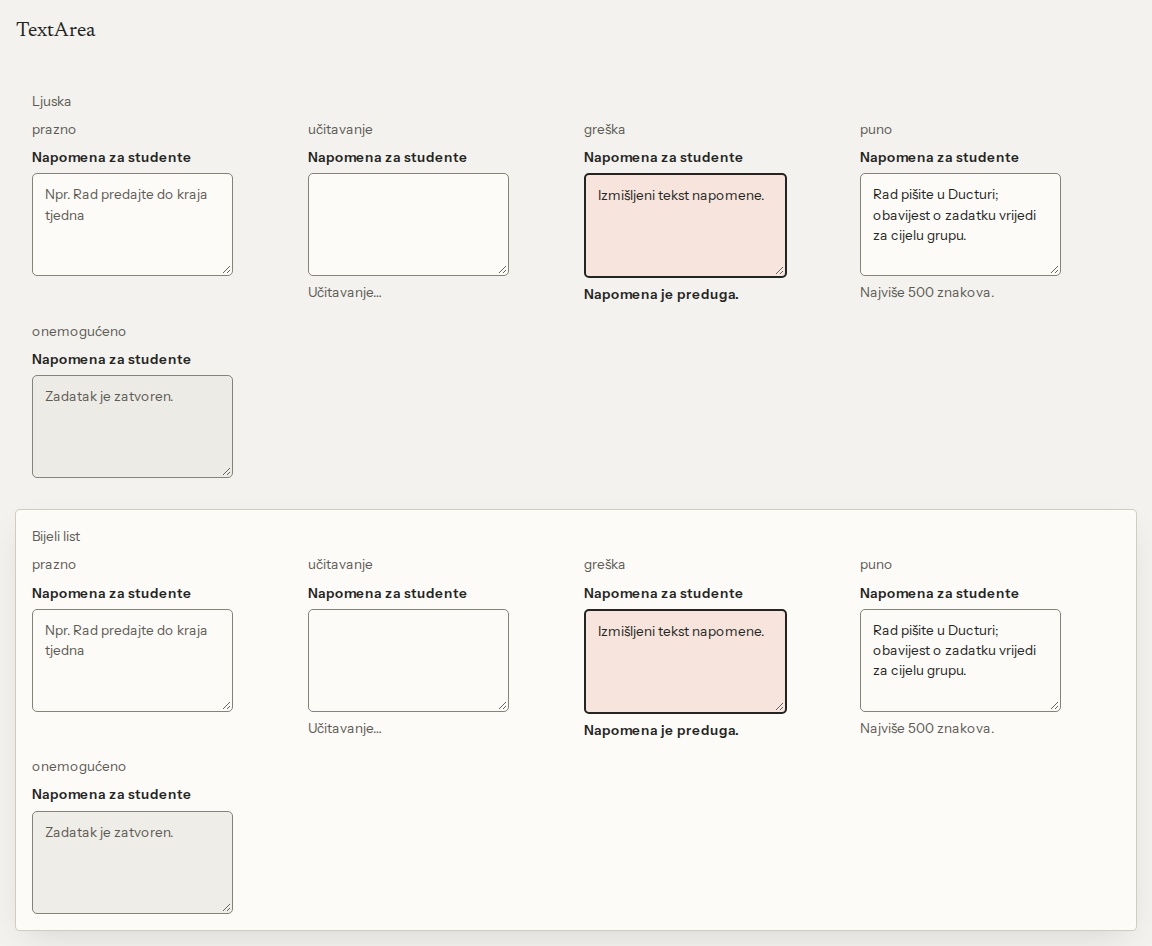 TextArea
Ljuska
prazno
učitavanje
greška
puno
Napomena za studente
Napomena za studente
Napomena za studente
Napomena za studente
Npr. Rad predajte do kraja
tjedna
Izmišljeni tekst napomene.
Rad pišite u Ducturi;
obavijest o zadatku vrijedi
za cijelu grupu.
Učitavanje…
Napomena je preduga.
Najviše 500 znakova.
onemogućeno
Napomena za studente
Zadatak je zatvoren.
Bijeli list
prazno
učitavanje
greška
puno
Napomena za studente
Napomena za studente
Napomena za studente
Napomena za studente
Npr. Rad predajte do kraja
tjedna
Izmišljeni tekst napomene.
Rad pišite u Ducturi;
obavijest o zadatku vrijedi
za cijelu grupu.
Učitavanje…
Napomena je preduga.
Najviše 500 znakova.
onemogućeno
Napomena za studente
Zadatak je zatvoren.